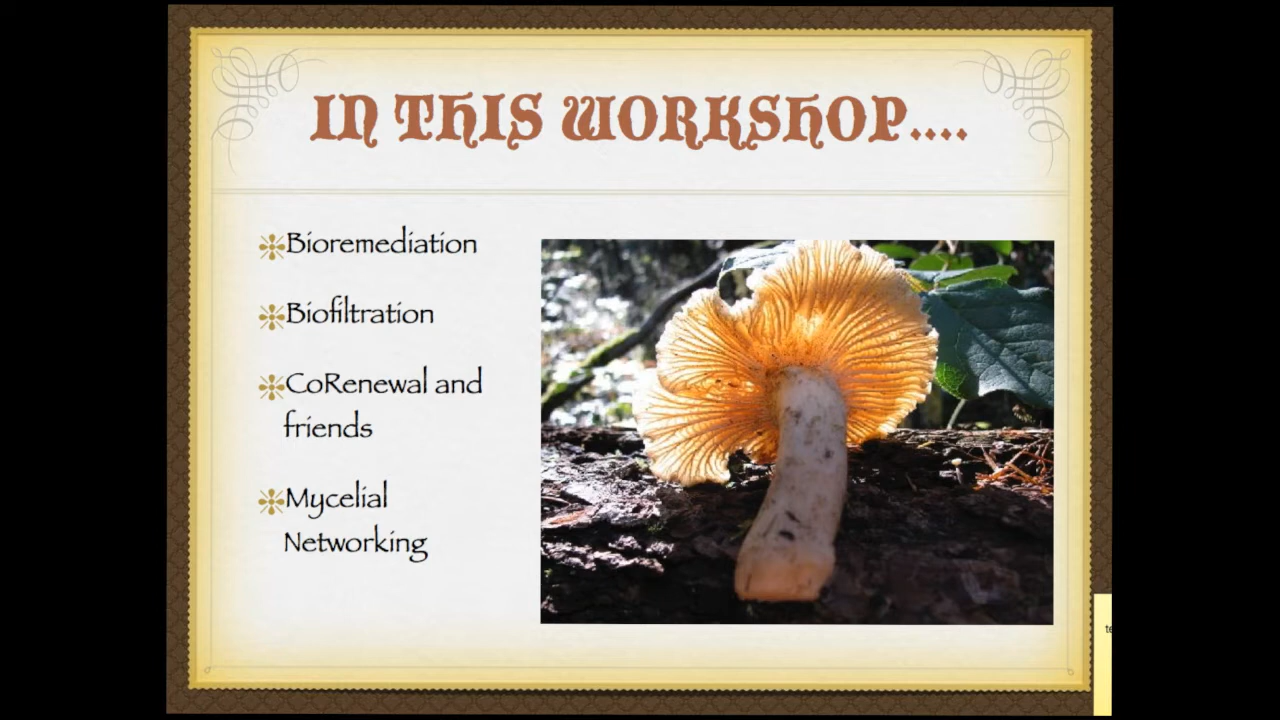 IN THIS WORKSHOP....
Bioremediation
Biofiltration
CoRenewal and
friends
Mycelial
Networking